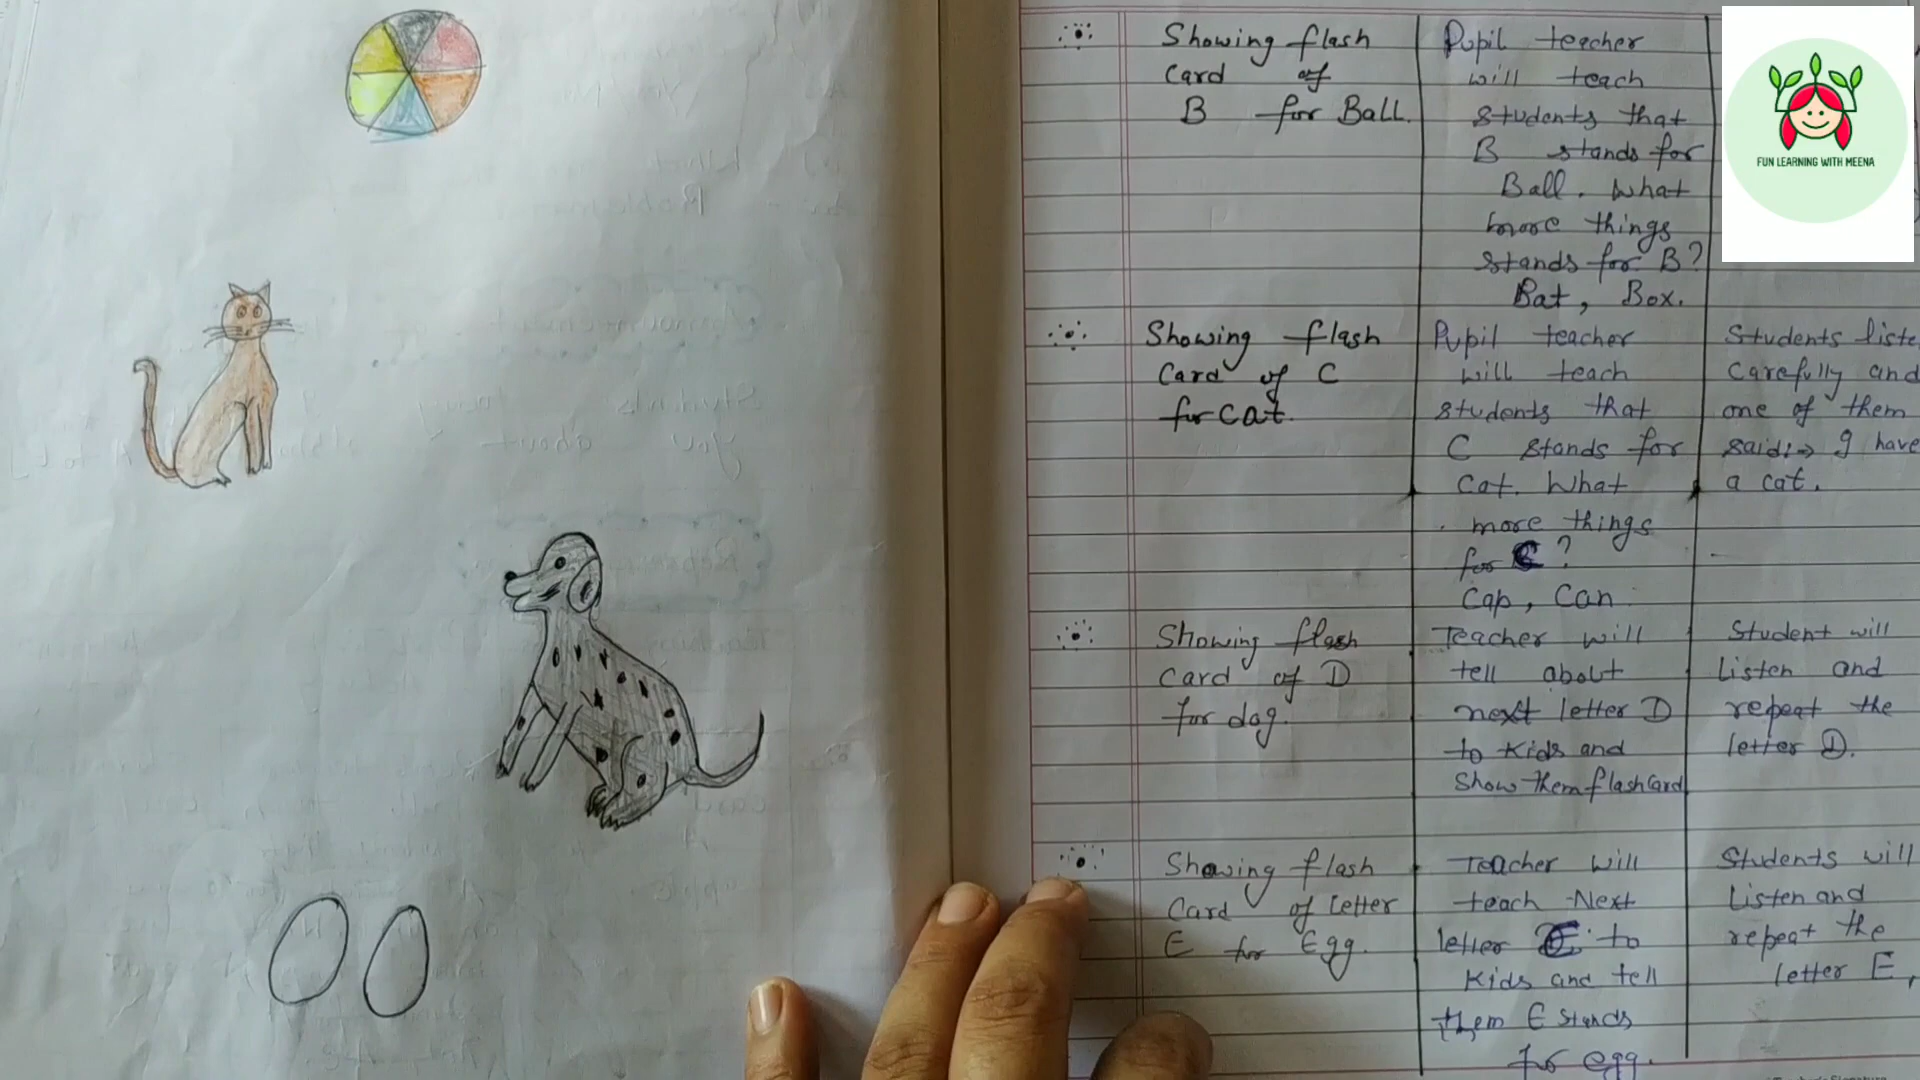 Showing flash
Card of
B for Ball.
Pupil teacher
will teach
students that
B stands for
Ball. What
more things
stands for B?
Bat, Box.
Showing flash
Card of C
for Cat.
Pupil teacher
will teach
students that
C stands for
Cat. What
more things
for C ?
Cap, Can
Students liste
Carefully and
one of them
said:→ I have
a cat.
Showing flash
Card of D
for dog.
Teacher will
tell about
next letter D
to Kids and
Show them flash Card
Student will
Listen and
repeat the
letter D.
Showing flash
Card of Letter
E for Egg.
Teacher will
teach Next
letter E to
Kids and tell
them E Stands
for egg.
Students will
Listen and
repeat the
letter E,
FUN LEARNING WITH MEENA